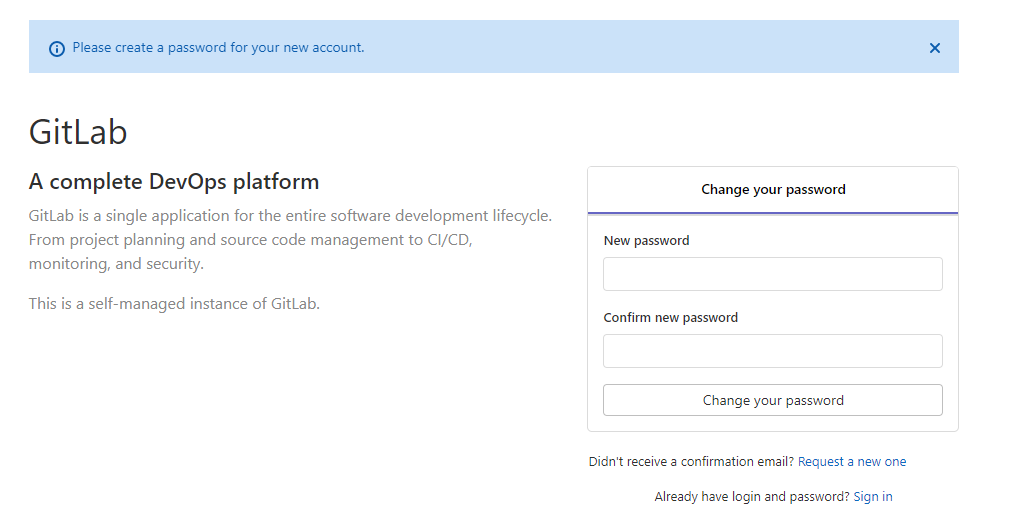 Please create a password for your new account.
GitLab
A complete DevOps platform
GitLab is a single application for the entire software development lifecycle.
From project planning and source code management to CI/CD,
monitoring, and security.
This is a self-managed instance of GitLab.
Change your password
New password
Confirm new password
Change your password
Didn't receive a confirmation email? Request a new one
Already have login and password? Sign in